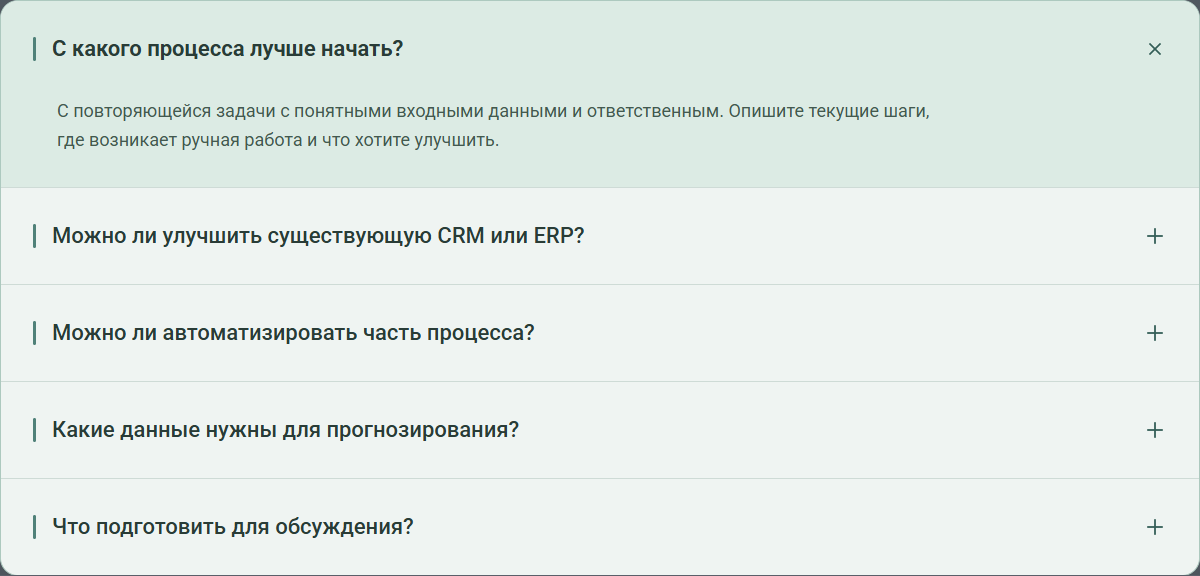 С какого процесса лучше начать?
С повторяющейся задачи с понятными входными данными и ответственным. Опишите текущие шаги,
где возникает ручная работа и что хотите улучшить.
Можно ли улучшить существующую CRM или ERP?
Можно ли автоматизировать часть процесса?
Какие данные нужны для прогнозирования?
Что подготовить для обсуждения?